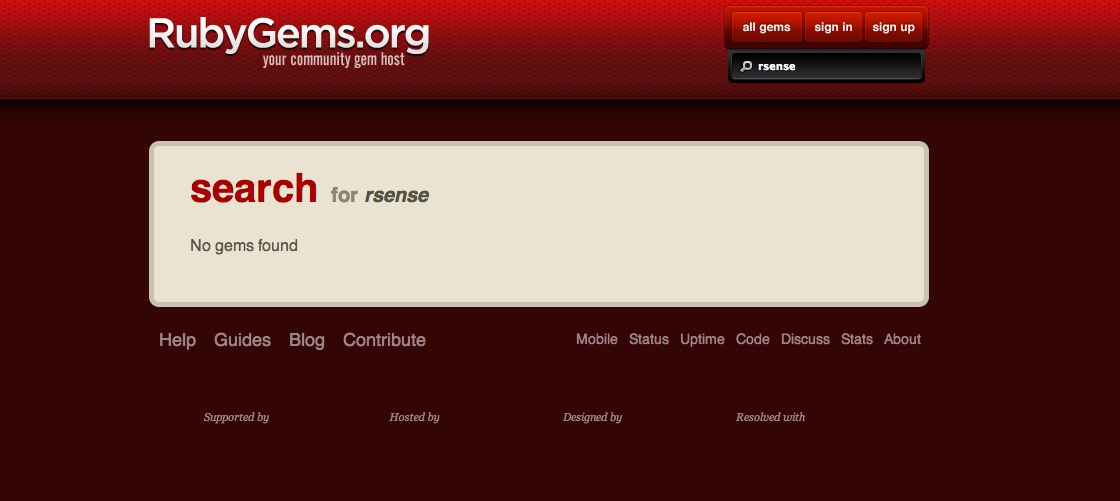 RubyGems.org
your community gem host
all gems sign in sign up
rsense
search for rsense
No gems found
Help Guides Blog Contribute
Mobile Status Uptime Code Discuss Stats About
Supported by Hosted by Designed by Resolved with